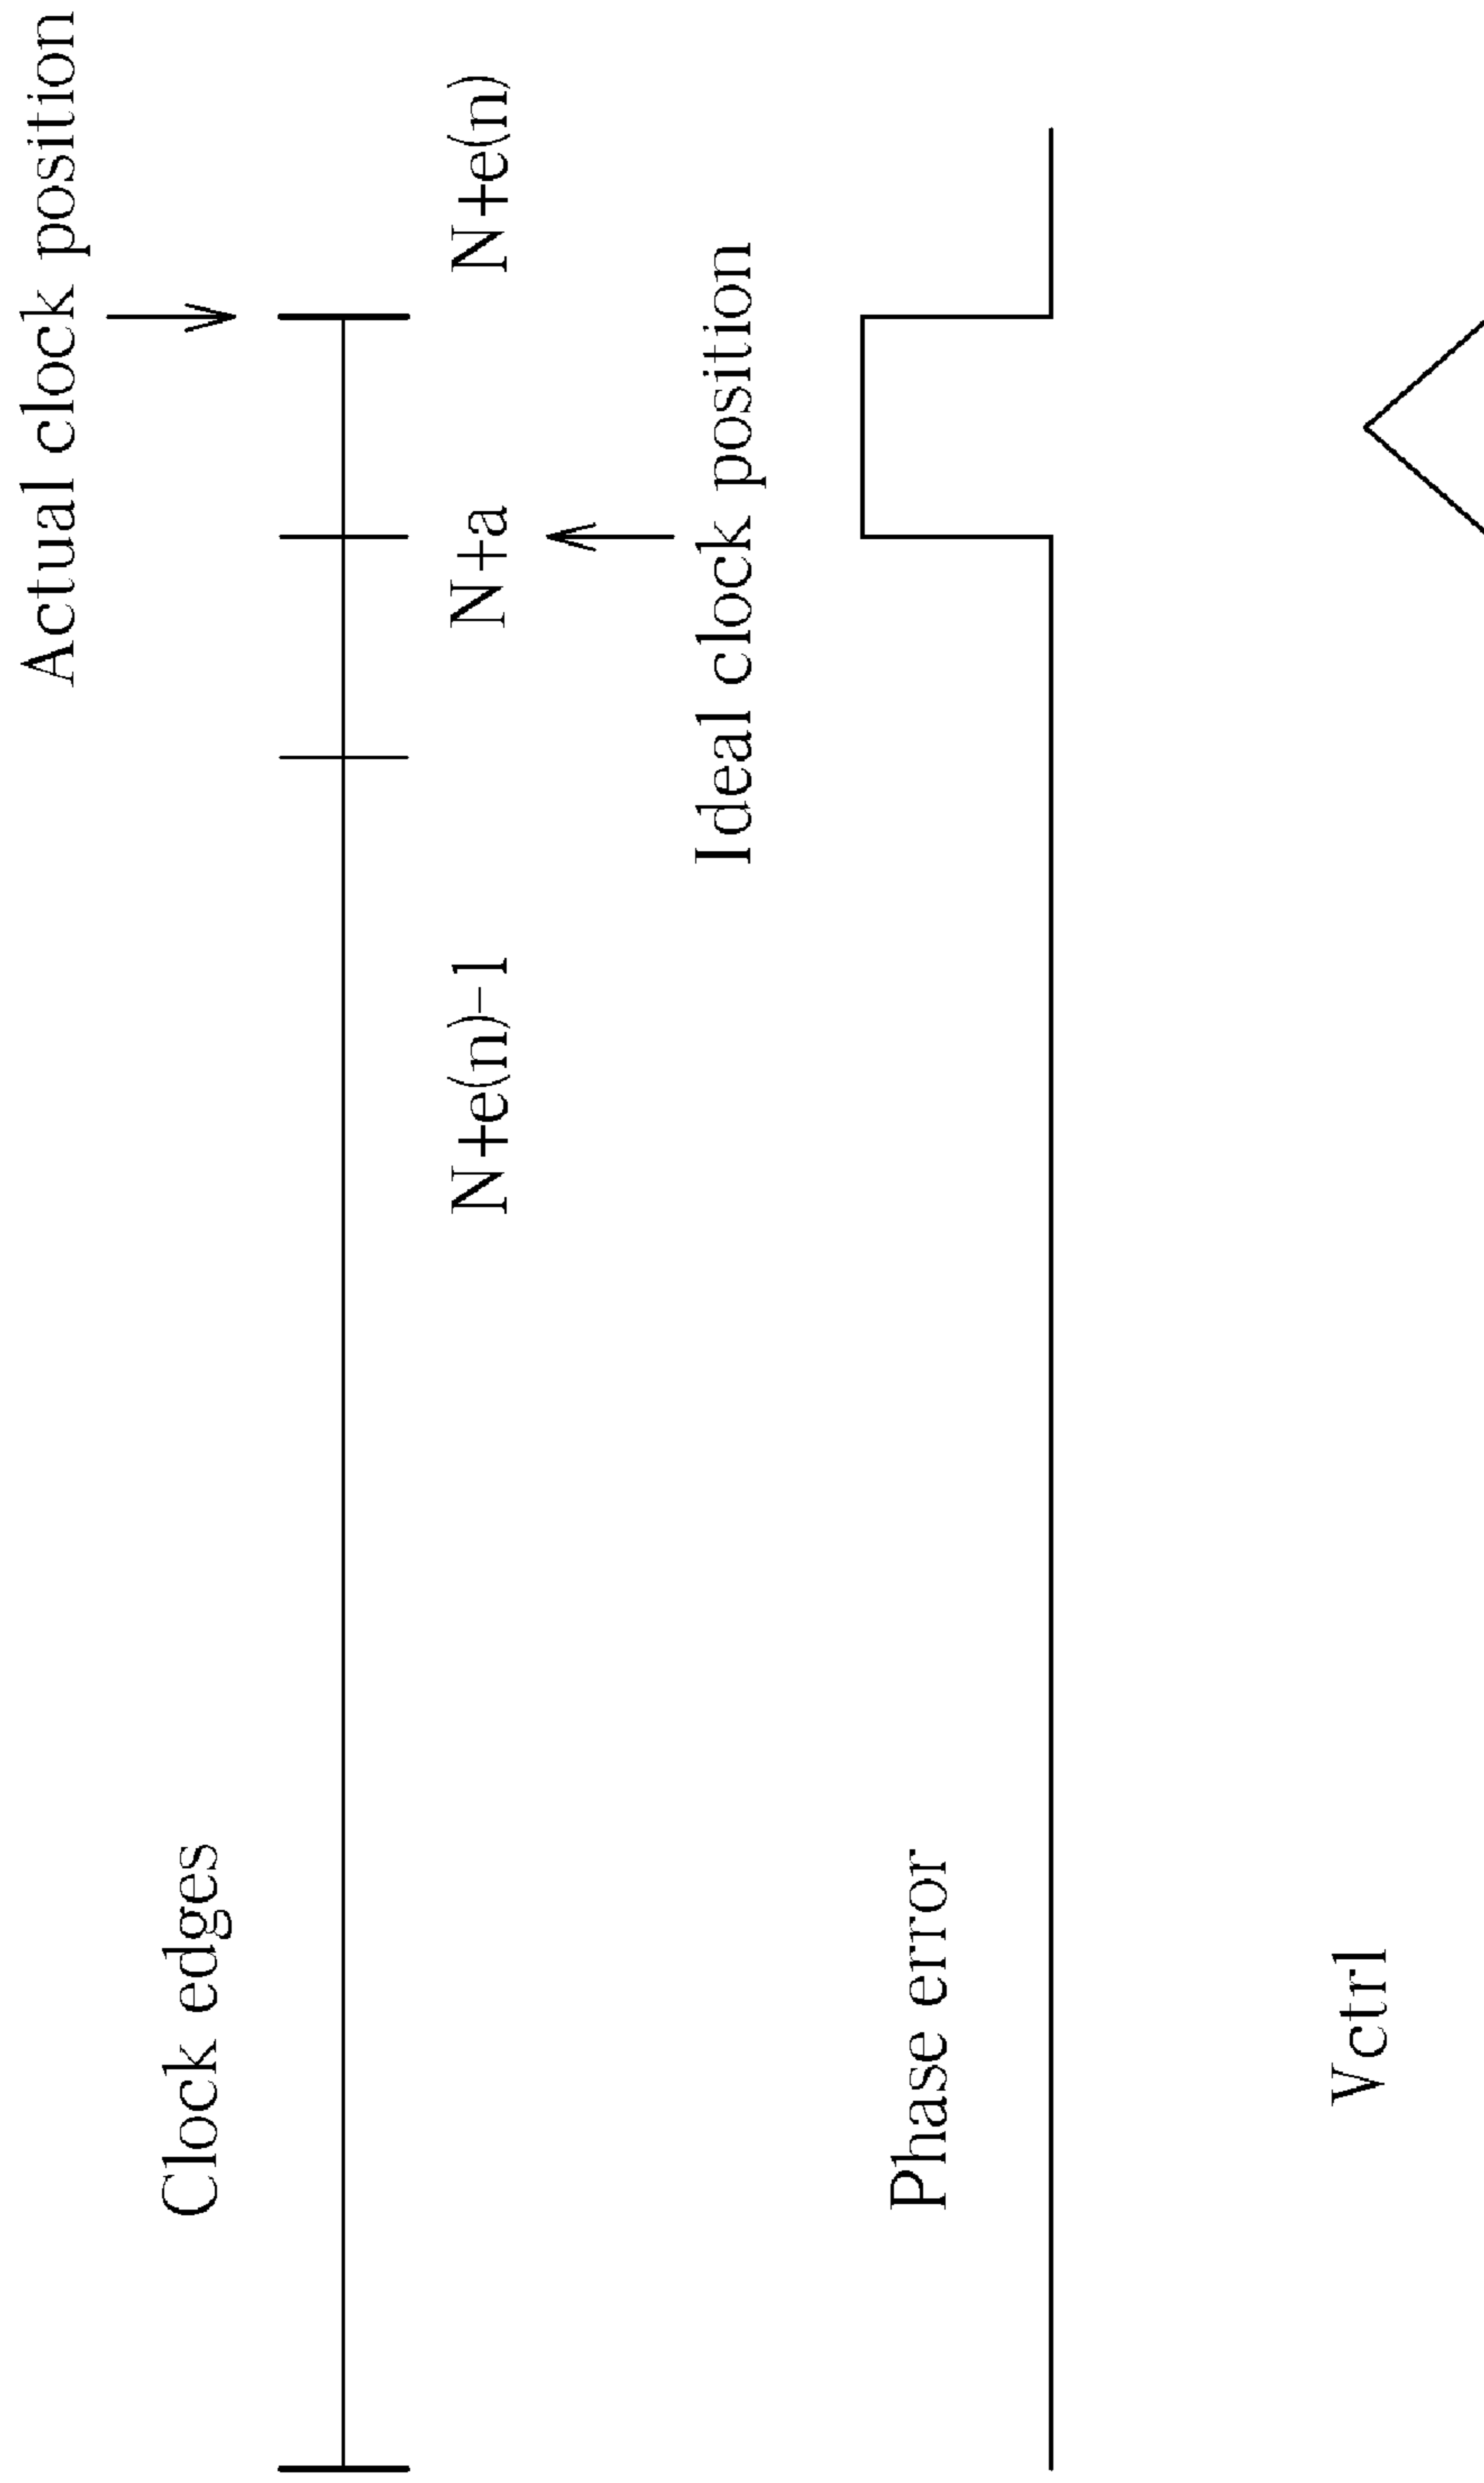 Actual clock position
Clock edges
N+e(n)-1
N+a
N+e(n)
Ideal clock position
Phase error
Vctrl